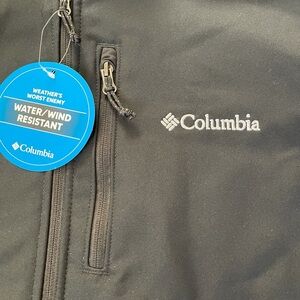 WEATHER'S
WORST ENEMY
WATER/WIND
RESISTANT
Columbia
Columbia